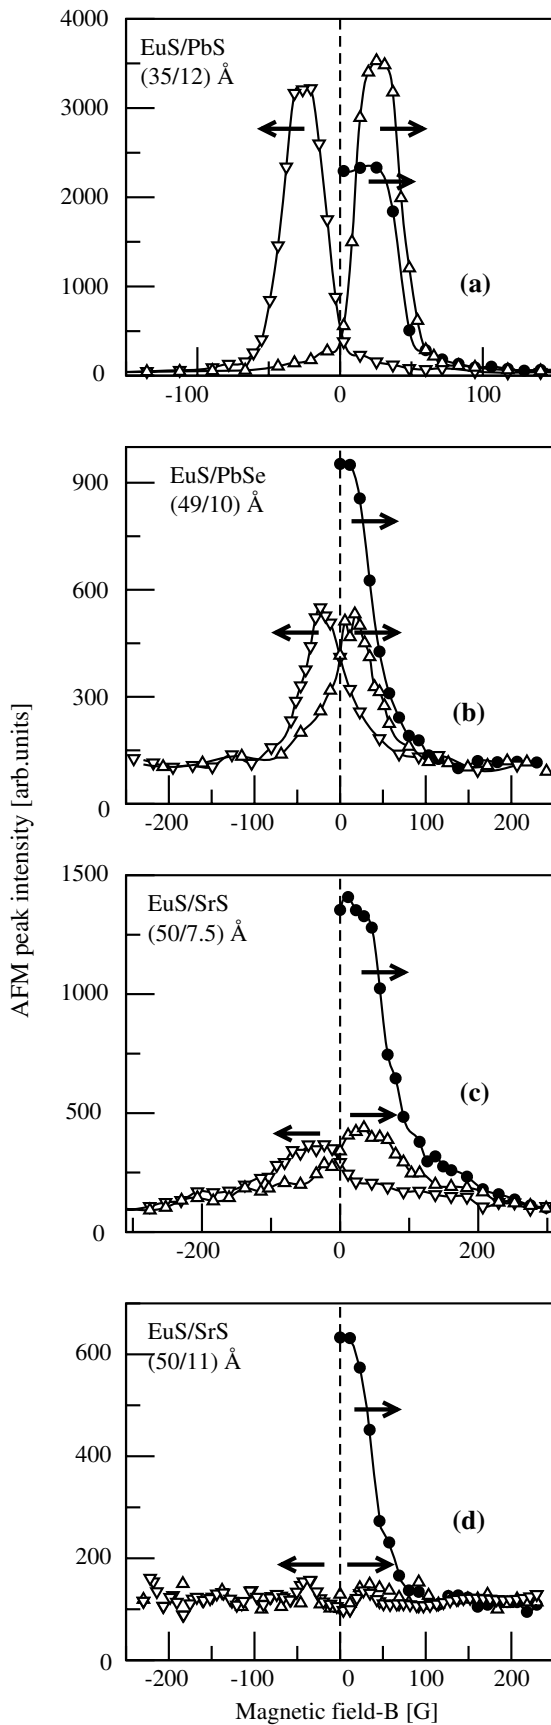 EuS/PbS
(35/12) Å
4000
3000
2000
1000
0
(a)
-100 0 100
EuS/PbSe
(49/10) Å
900
600
300
0
(b)
-200 -100 0 100 200
AFM peak intensity [arb.units]
EuS/SrS
(50/7.5) Å
1500
1000
500
0
(c)
-200 0 200
EuS/SrS
(50/11) Å
600
400
200
0
(d)
-200 -100 0 100 200
Magnetic field-B [G]